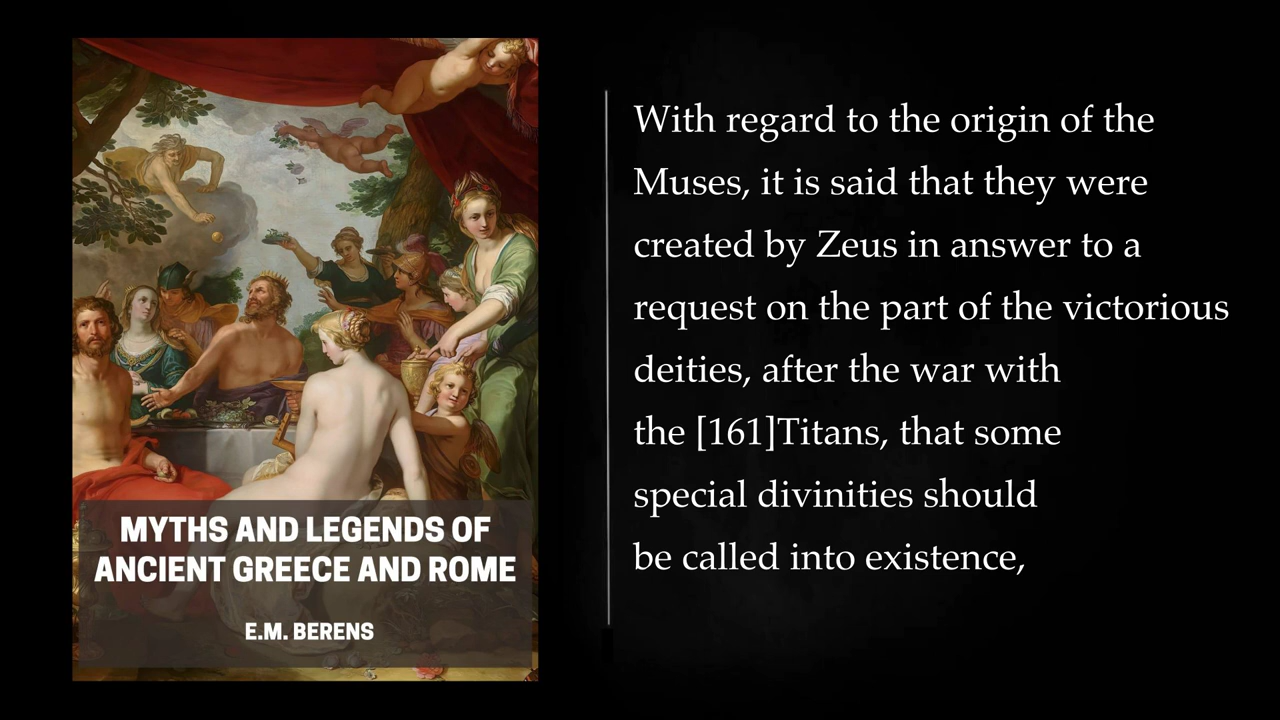 MYTHS AND LEGENDS OF
ANCIENT GREECE AND ROME
E.M. BERENS
With regard to the origin of the
Muses, it is said that they were
created by Zeus in answer to a
request on the part of the victorious
deities, after the war with
the [161]Titans, that some
special divinities should
be called into existence,